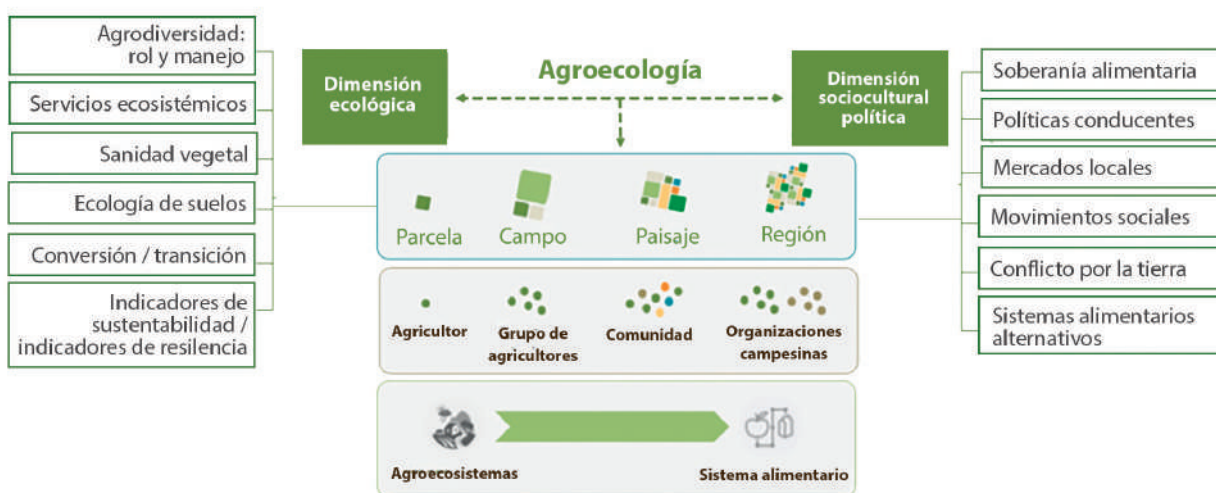 Agrodiversidad:
rol y manejo
Servicios ecosistémicos
Sanidad vegetal
Ecología de suelos
Conversión / transición
Indicadores de
sustentabilidad /
indicadores de resilencia
Dimensión
ecológica
Agroecología
Dimensión
sociocultural
política
Parcela
Campo
Paisaje
Región
Agricultor
Grupo de
agricultores
Comunidad
Organizaciones
campesinas
Agroecosistemas
Sistema alimentario
Soberanía alimentaria
Políticas conducentes
Mercados locales
Movimientos sociales
Conflicto por la tierra
Sistemas alimentarios
alternativos